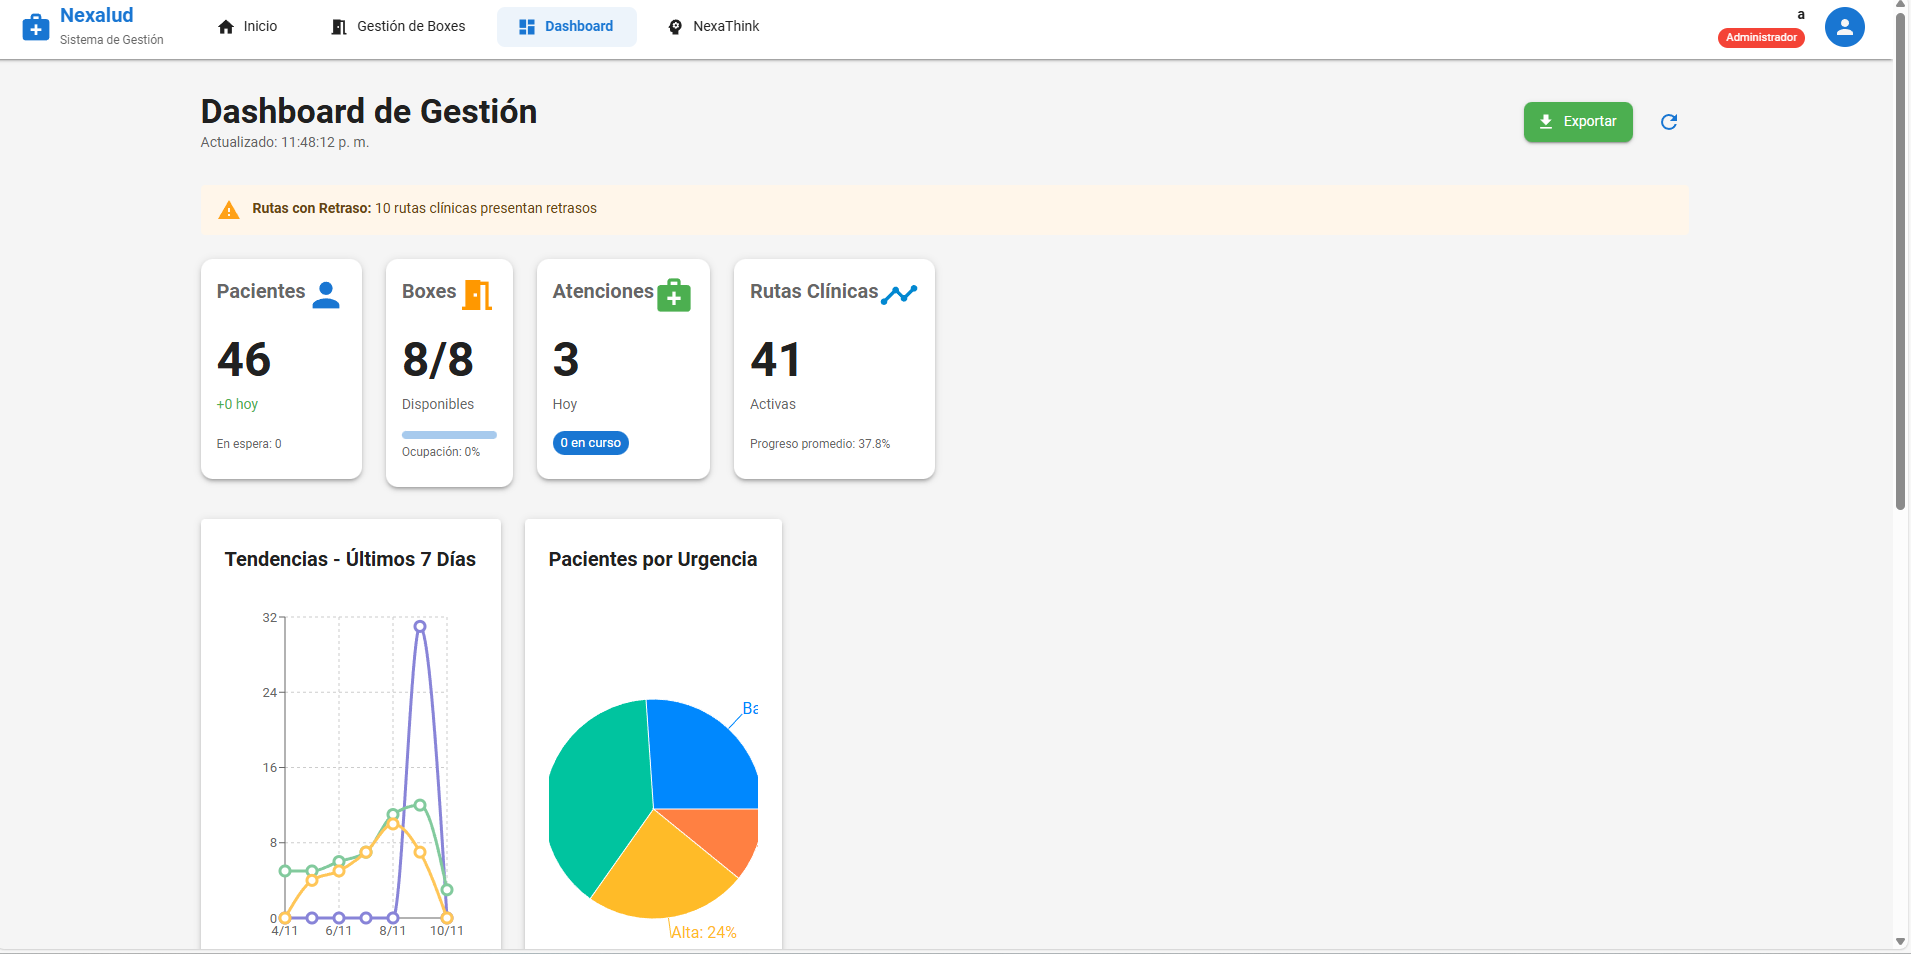 Nexalud
Sistema de Gestión
Inicio
Gestión de Boxes
Dashboard
NexaThink
a
Administrador
Dashboard de Gestión
Actualizado: 11:48:12 p. m.
Exportar
Rutas con Retraso: 10 rutas clínicas presentan retrasos
Pacientes
46
+0 hoy
En espera: 0
Boxes
8/8
Disponibles
Ocupación: 0%
Atenciones
3
Hoy
0 en curso
Rutas Clínicas
41
Activas
Progreso promedio: 37.8%
Tendencias - Últimos 7 Días
32
24
16
8
0
4/11
6/11
8/11
10/11
Pacientes por Urgencia
Alta: 24%